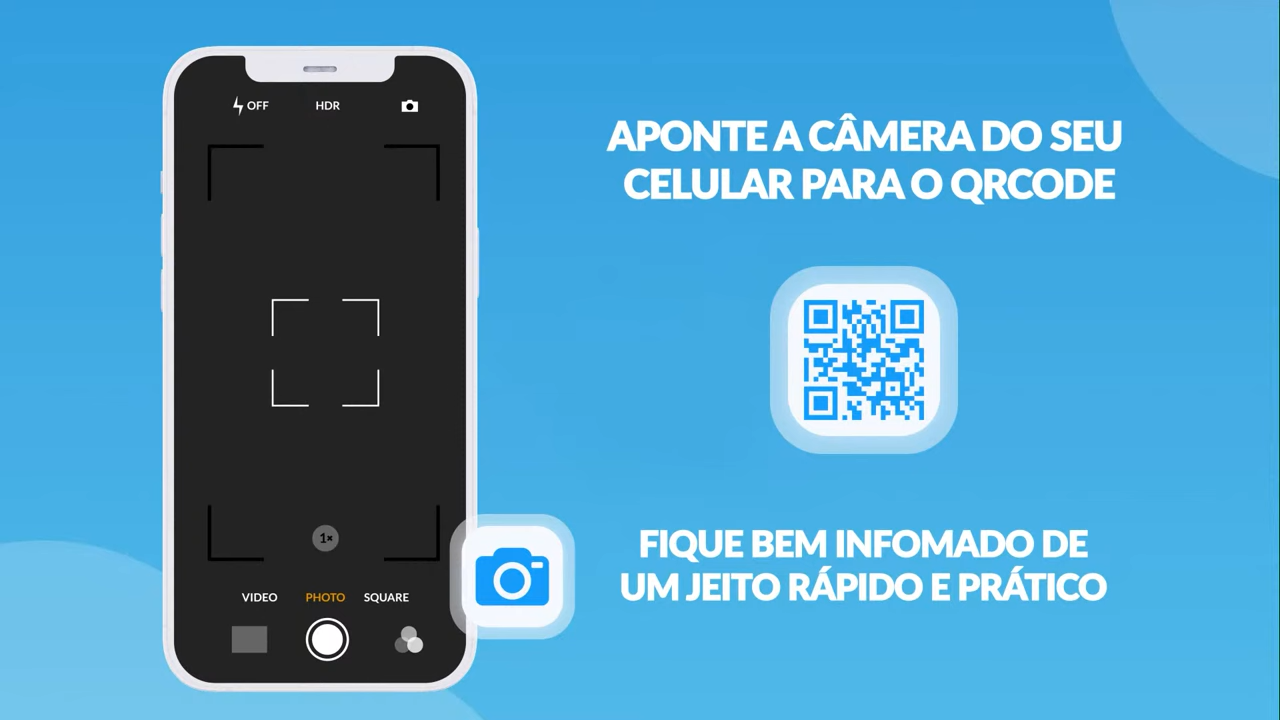 OFF
HDR
APONTE A CÂMERA DO SEU
CELULAR PARA O QRCODE
1×
VIDEO
PHOTO
SQUARE
FIQUE BEM INFOMADO DE
UM JEITO RÁPIDO E PRÁTICO